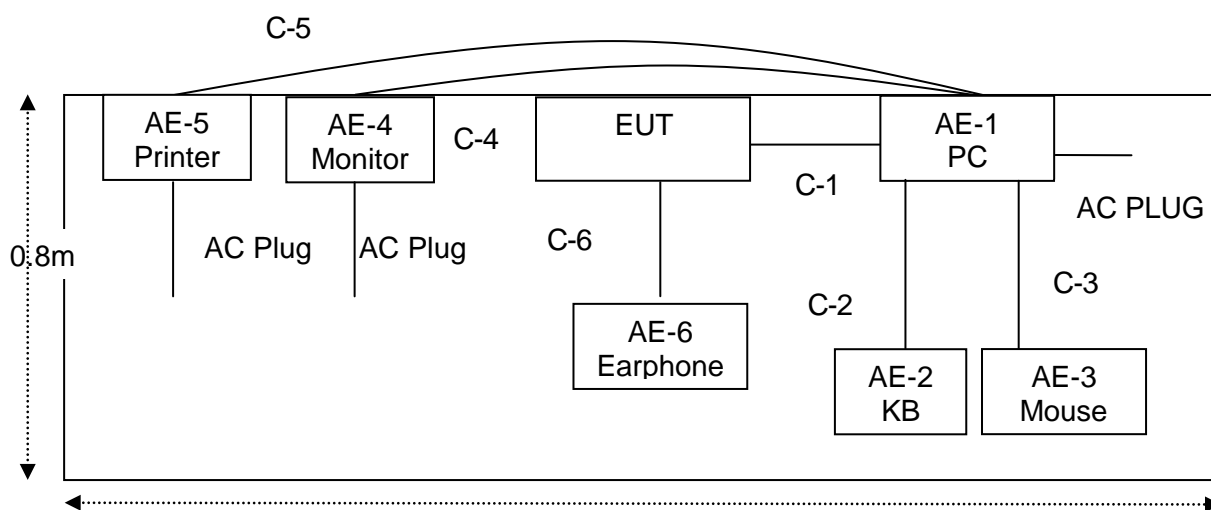 C-5
AE-5
Printer
AE-4
Monitor
C-4
EUT
AE-1
PC
C-1
AC PLUG
0.8m
AC Plug
AC Plug
C-6
C-2
C-3
AE-6
Earphone
AE-2
KB
AE-3
Mouse